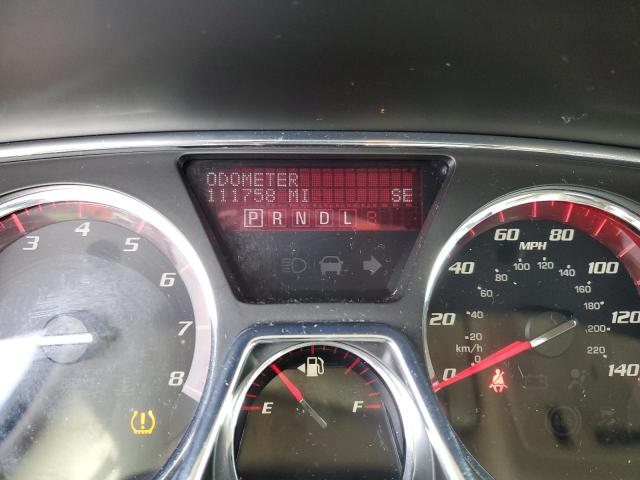 ODOMETER
111758 MI SE
P R N D L
3 4 5 6 7 8
E F
0 20 40 60 80 100 120 140
MPH
0 20 40 60 80 100 120 140 160 180 200 220
km/h